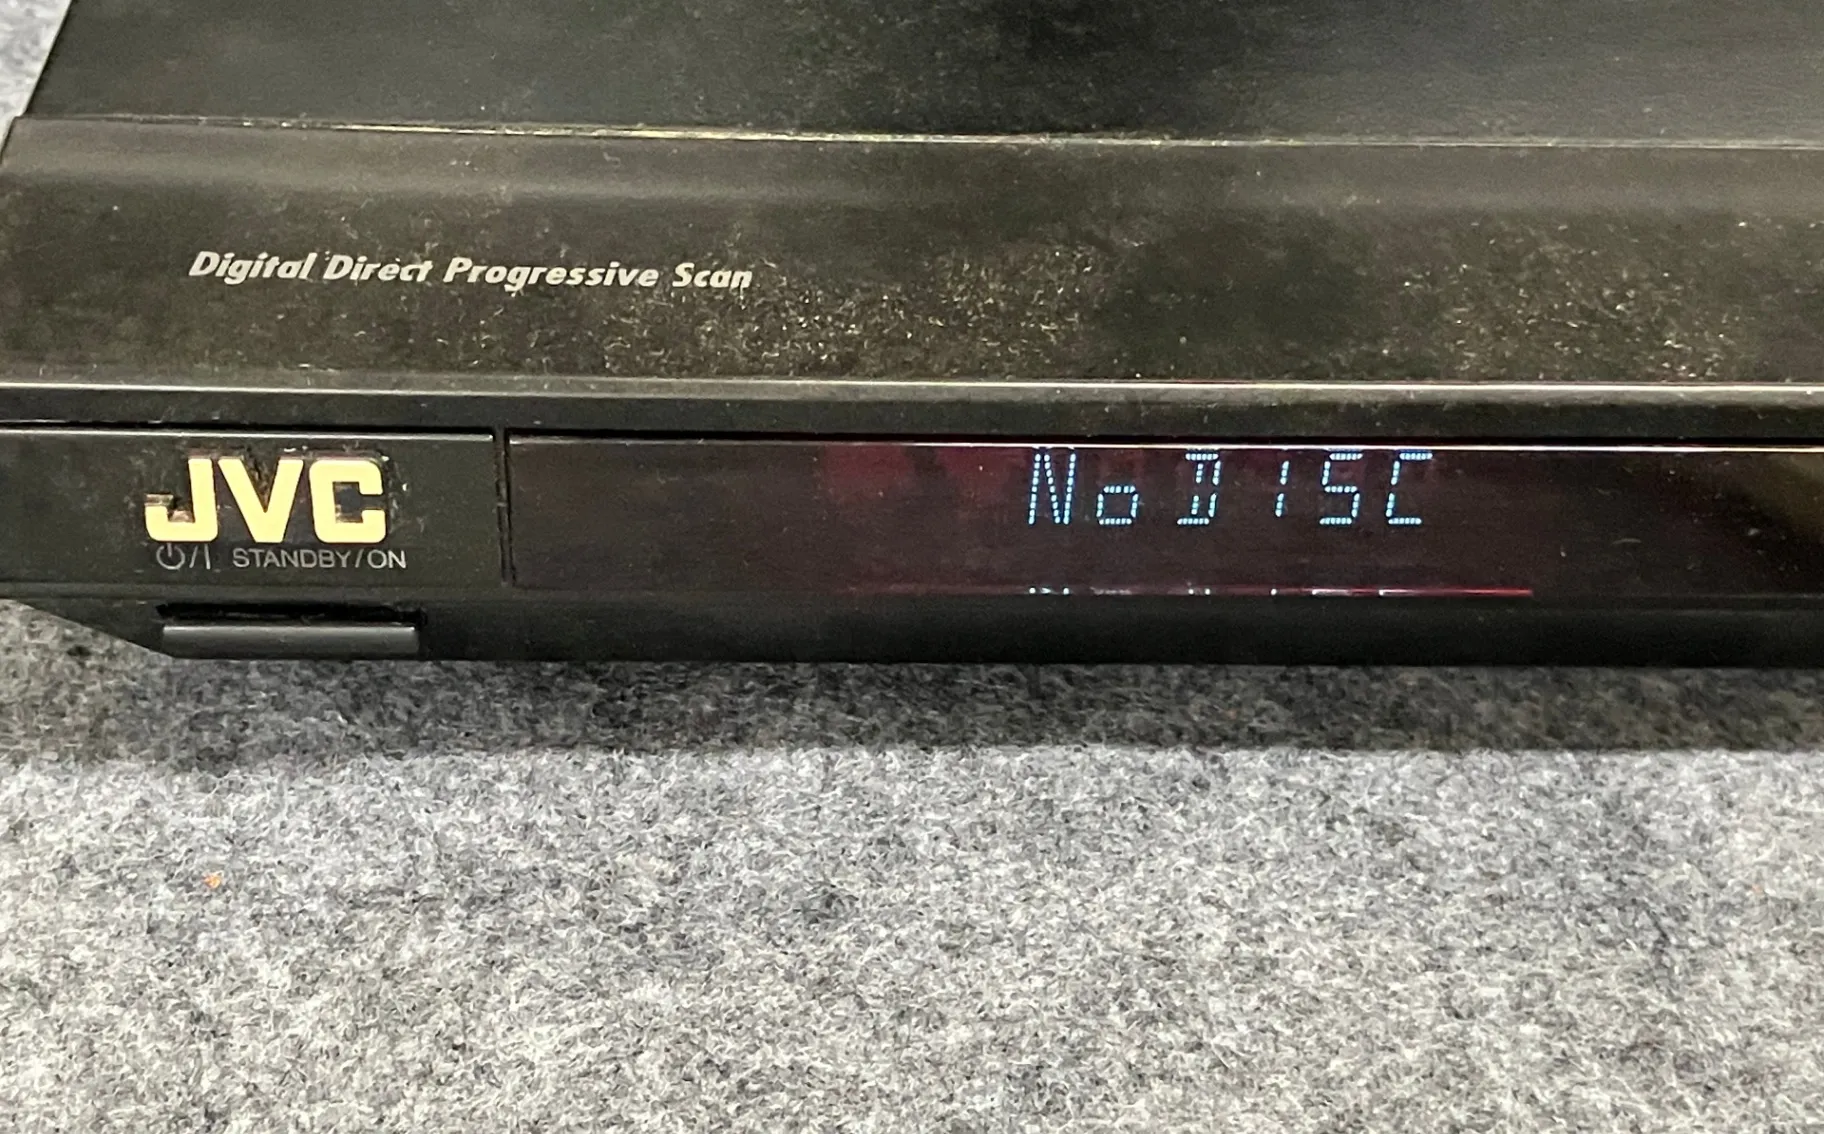 Digital Direct Progressive Scan
JVC
⏻/| STANDBY/ON
No DISC